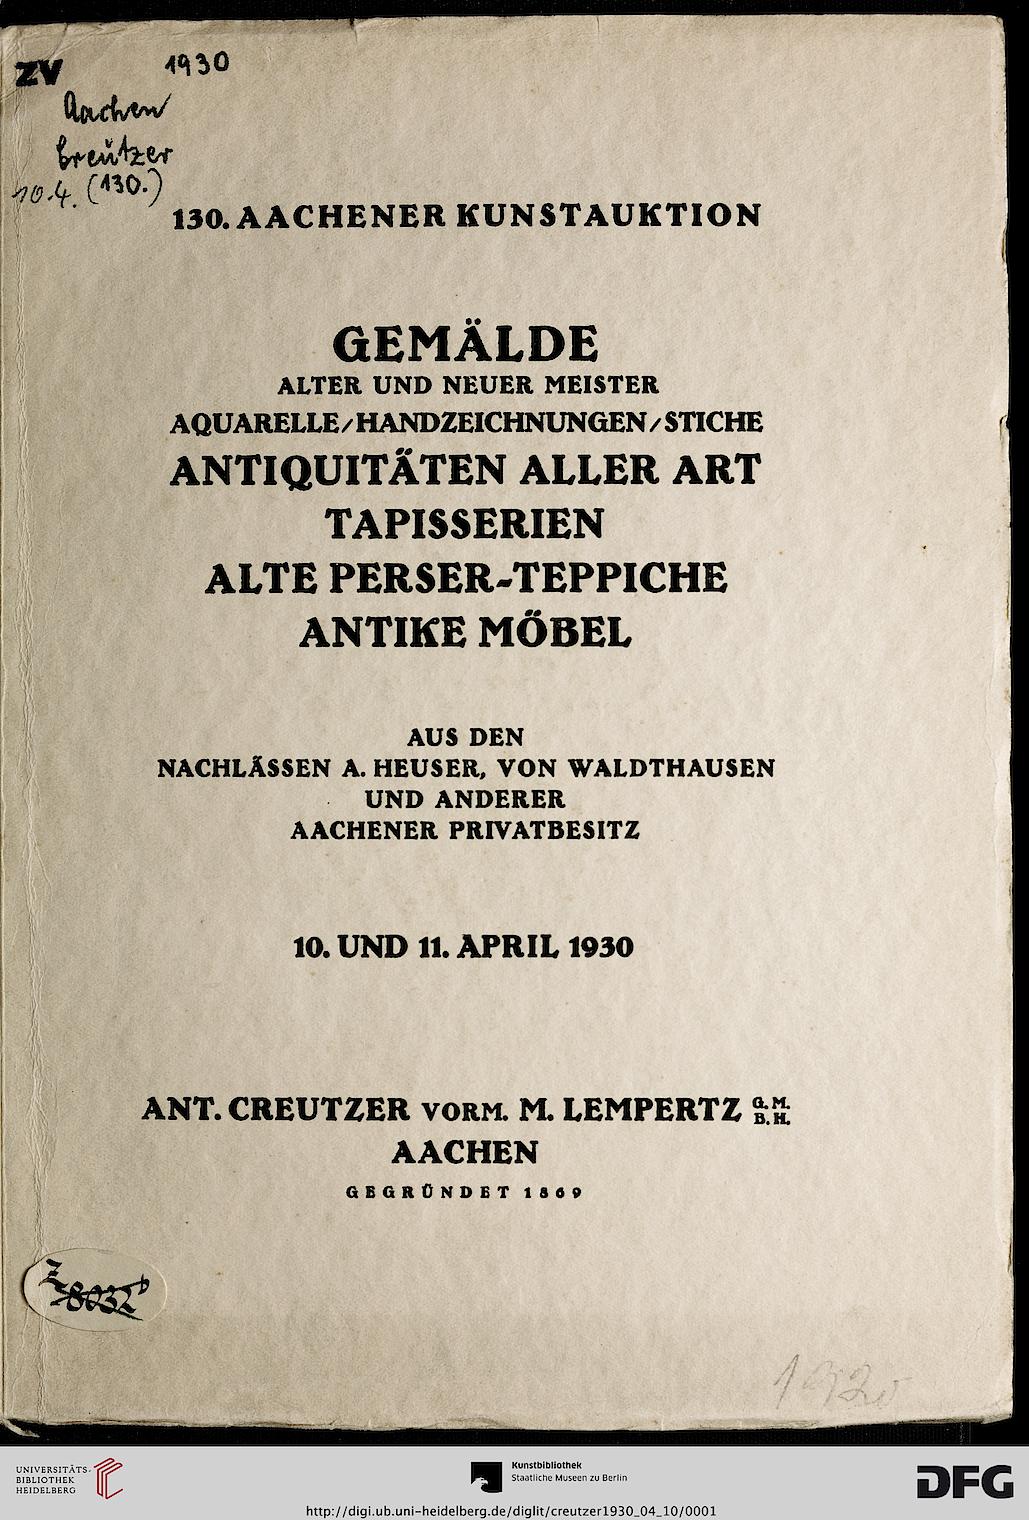 ZV 1930
Aachen
Creutzer
10.4. (130.)
130. AACHENER KUNSTAUKTION
GEMÄLDE
ALTER UND NEUER MEISTER
AQUARELLE/HANDZEICHNUNGEN/STICHE
ANTIQUITÄTEN ALLER ART
TAPISSERIEN
ALTE PERSER-TEPPICHE
ANTIKE MÖBEL
AUS DEN
NACHLÄSSEN A. HEUSER, VON WALDTHAUSEN
UND ANDERER
AACHENER PRIVATBESITZ
10. UND 11. APRIL 1930
ANT. CREUTZER VORM. M. LEMPERTZ G.M.
B.H.
AACHEN
GEGRÜNDET 1869
Z
8032 b
1930
UNIVERSITÄTS-
BIBLIOTHEK
HEIDELBERG
Kunstbibliothek
Staatliche Museen zu Berlin
DFG
http://digi.ub.uni-heidelberg.de/diglit/creutzer1930_04_10/0001